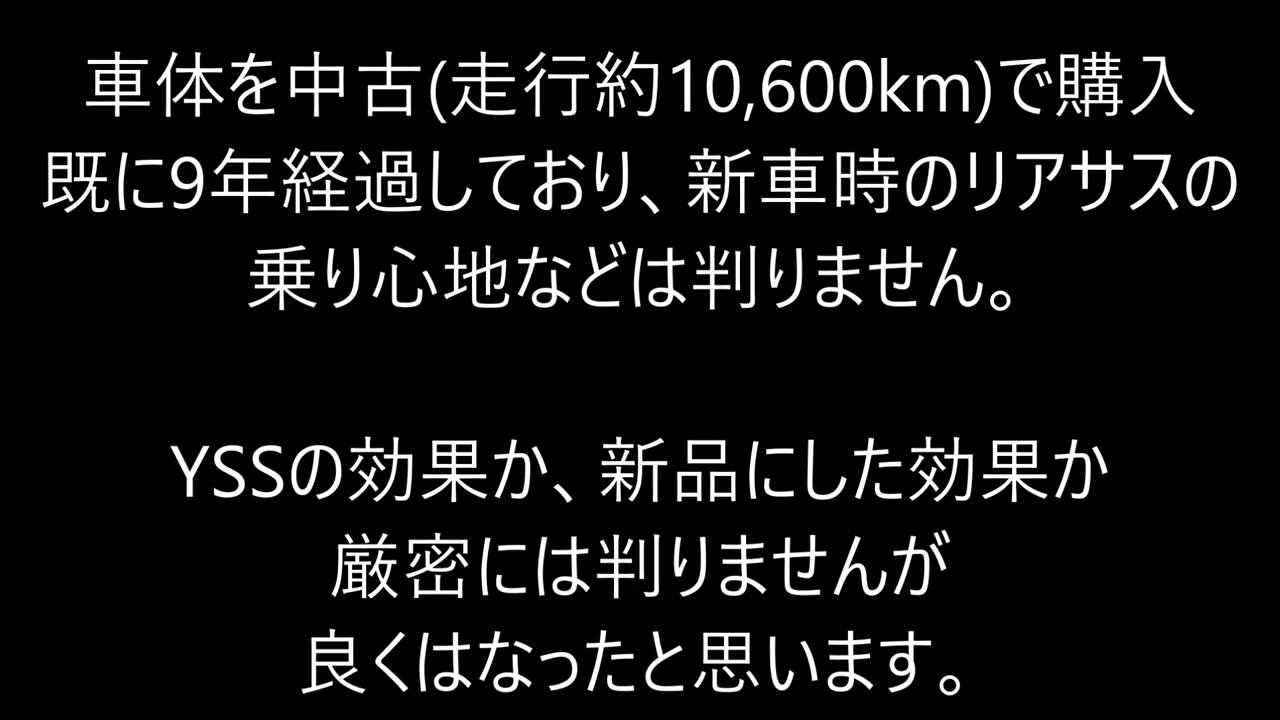 車体を中古(走行約10,600km)で購入
既に9年経過しており、新車時のリアサスの
乗り心地などは判りません。
YSSの効果か、新品にした効果か
厳密には判りませんが
良くはなったと思います。